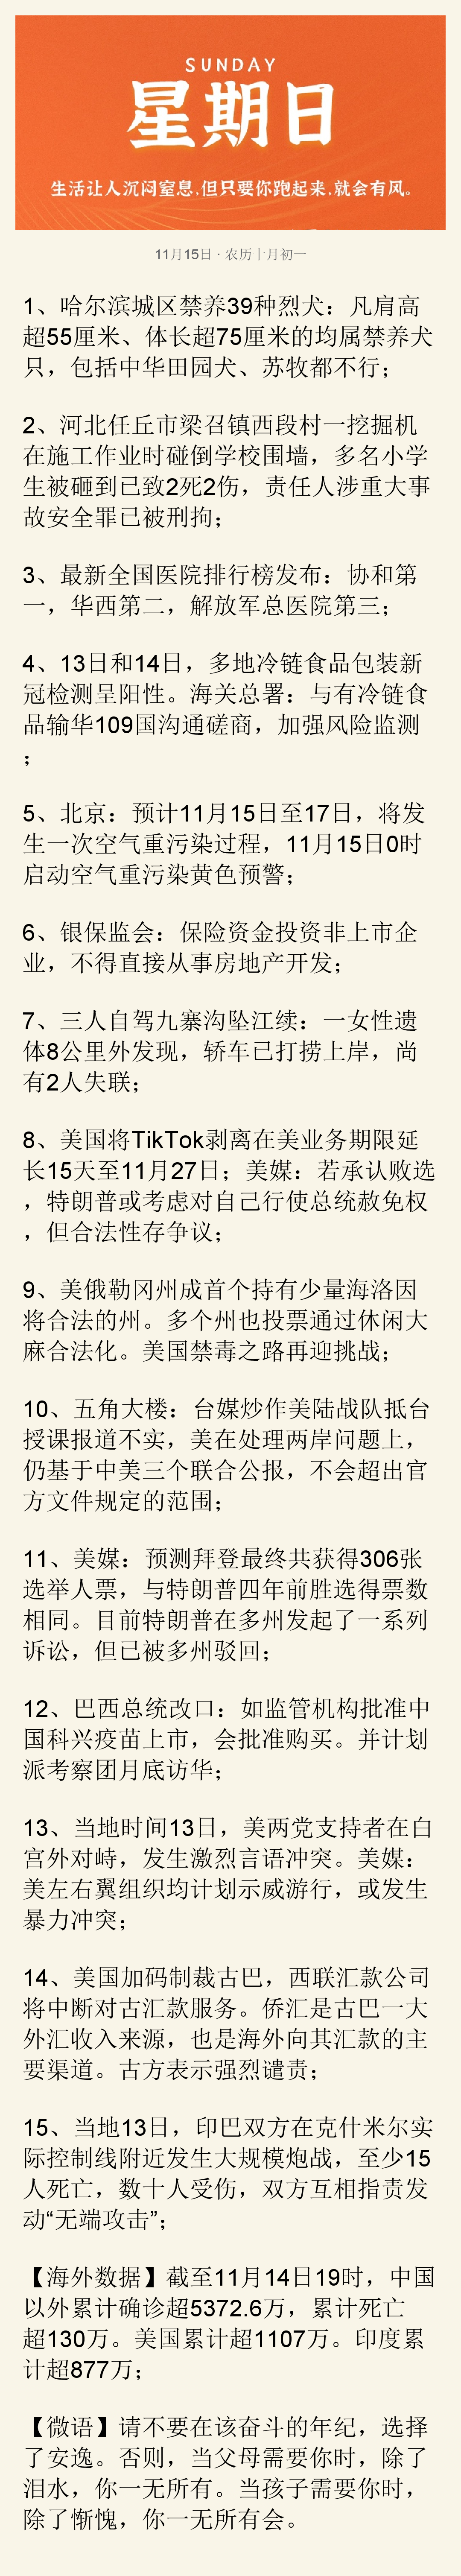 SUNDAY
星期日
生活让人沉闷窒息,但只要你跑起来,就会有风。
11月15日 · 农历十月初一
1、哈尔滨城区禁养39种烈犬：凡肩高
超55厘米、体长超75厘米的均属禁养犬
只，包括中华田园犬、苏牧都不行；
2、河北任丘市梁召镇西段村一挖掘机
在施工作业时碰倒学校围墙，多名小学
生被砸到已致2死2伤，责任人涉重大事
故安全罪已被刑拘；
3、最新全国医院排行榜发布：协和第
一，华西第二，解放军总医院第三；
4、13日和14日，多地冷链食品包装新
冠检测呈阳性。海关总署：与有冷链食
品输华109国沟通磋商，加强风险监测
；
5、北京：预计11月15日至17日，将发
生一次空气重污染过程，11月15日0时
启动空气重污染黄色预警；
6、银保监会：保险资金投资非上市企
业，不得直接从事房地产开发；
7、三人自驾九寨沟坠江续：一女性遗
体8公里外发现，轿车已打捞上岸，尚
有2人失联；
8、美国将TikTok剥离在美业务期限延
长15天至11月27日；美媒：若承认败选
，特朗普或考虑对自己行使总统赦免权
，但合法性存争议；
9、美俄勒冈州成首个持有少量海洛因
将合法的州。多个州也投票通过休闲大
麻合法化。美国禁毒之路再迎挑战；
10、五角大楼：台媒炒作美陆战队抵台
授课报道不实，美在处理两岸问题上，
仍基于中美三个联合公报，不会超出官
方文件规定的范围；
11、美媒：预测拜登最终共获得306张
选举人票，与特朗普四年前胜选得票数
相同。目前特朗普在多州发起了一系列
诉讼，但已被多州驳回；
12、巴西总统改口：如监管机构批准中
国科兴疫苗上市，会批准购买。并计划
派考察团月底访华；
13、当地时间13日，美两党支持者在白
宫外对峙，发生激烈言语冲突。美媒：
美左右翼组织均计划示威游行，或发生
暴力冲突；
14、美国加码制裁古巴，西联汇款公司
将中断对古汇款服务。侨汇是古巴一大
外汇收入来源，也是海外向其汇款的主
要渠道。古方表示强烈谴责；
15、当地13日，印巴双方在克什米尔实
际控制线附近发生大规模炮战，至少15
人死亡，数十人受伤，双方互相指责发
动“无端攻击”；
【海外数据】截至11月14日19时，中国
以外累计确诊超5372.6万，累计死亡
超130万。美国累计超1107万。印度累
计超877万；
【微语】请不要在该奋斗的年纪，选择
了安逸。否则，当父母需要你时，除了
泪水，你一无所有。当孩子需要你时，
除了惭愧，你一无所有会。